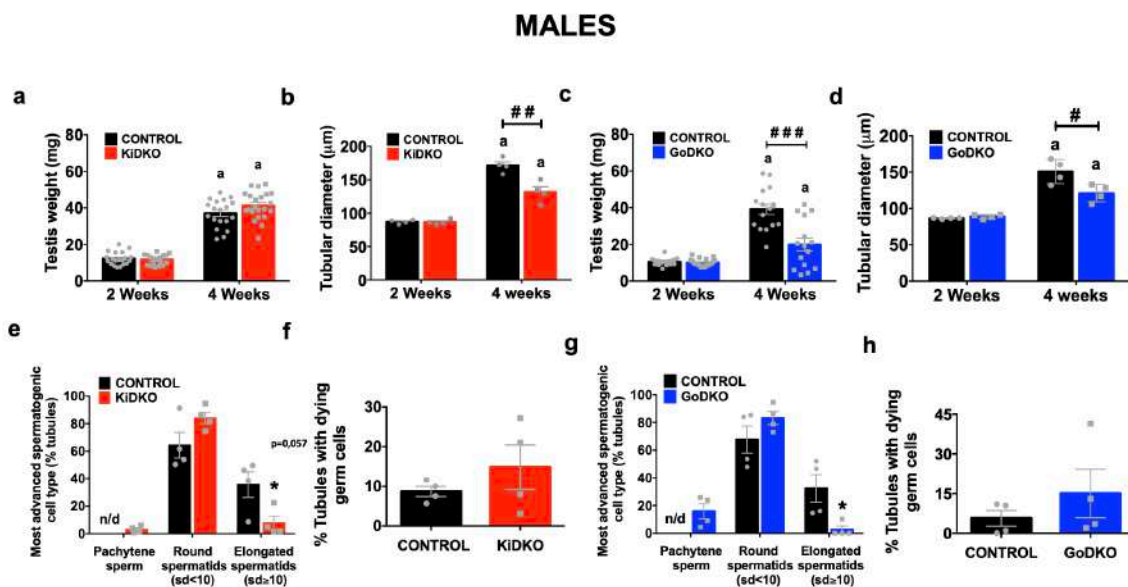 MALES
a
Testis weight (mg)
80
60
40
20
0
CONTROL
KiDKO
a
a
2 Weeks
4 Weeks
b
Tubular diameter (µm)
200
150
100
50
0
CONTROL
KiDKO
##
a
a
2 Weeks
4 weeks
c
Testis weight (mg)
80
60
40
20
0
CONTROL
GoDKO
###
a
a
2 Weeks
4 Weeks
d
Tubular diameter (µm)
200
150
100
50
0
CONTROL
GoDKO
#
a
a
2 Weeks
4 weeks
e
Most advanced spermatogenic
cell type (% tubules)
100
80
60
40
20
0
CONTROL
KiDKO
p=0,057
n/d
*
Pachytene
sperm
Round
spermatids
(sd<10)
Elongated
spermatids
(sd≥10)
f
% Tubules with dying
germ cells
30
20
10
0
CONTROL
KiDKO
g
Most advanced spermatogenic
cell type (% tubules)
100
80
60
40
20
0
CONTROL
GoDKO
n/d
*
Pachytene
sperm
Round
spermatids
(sd<10)
Elongated
spermatids
(sd≥10)
h
% Tubules with dying
germ cells
45
30
15
0
CONTROL
GoDKO